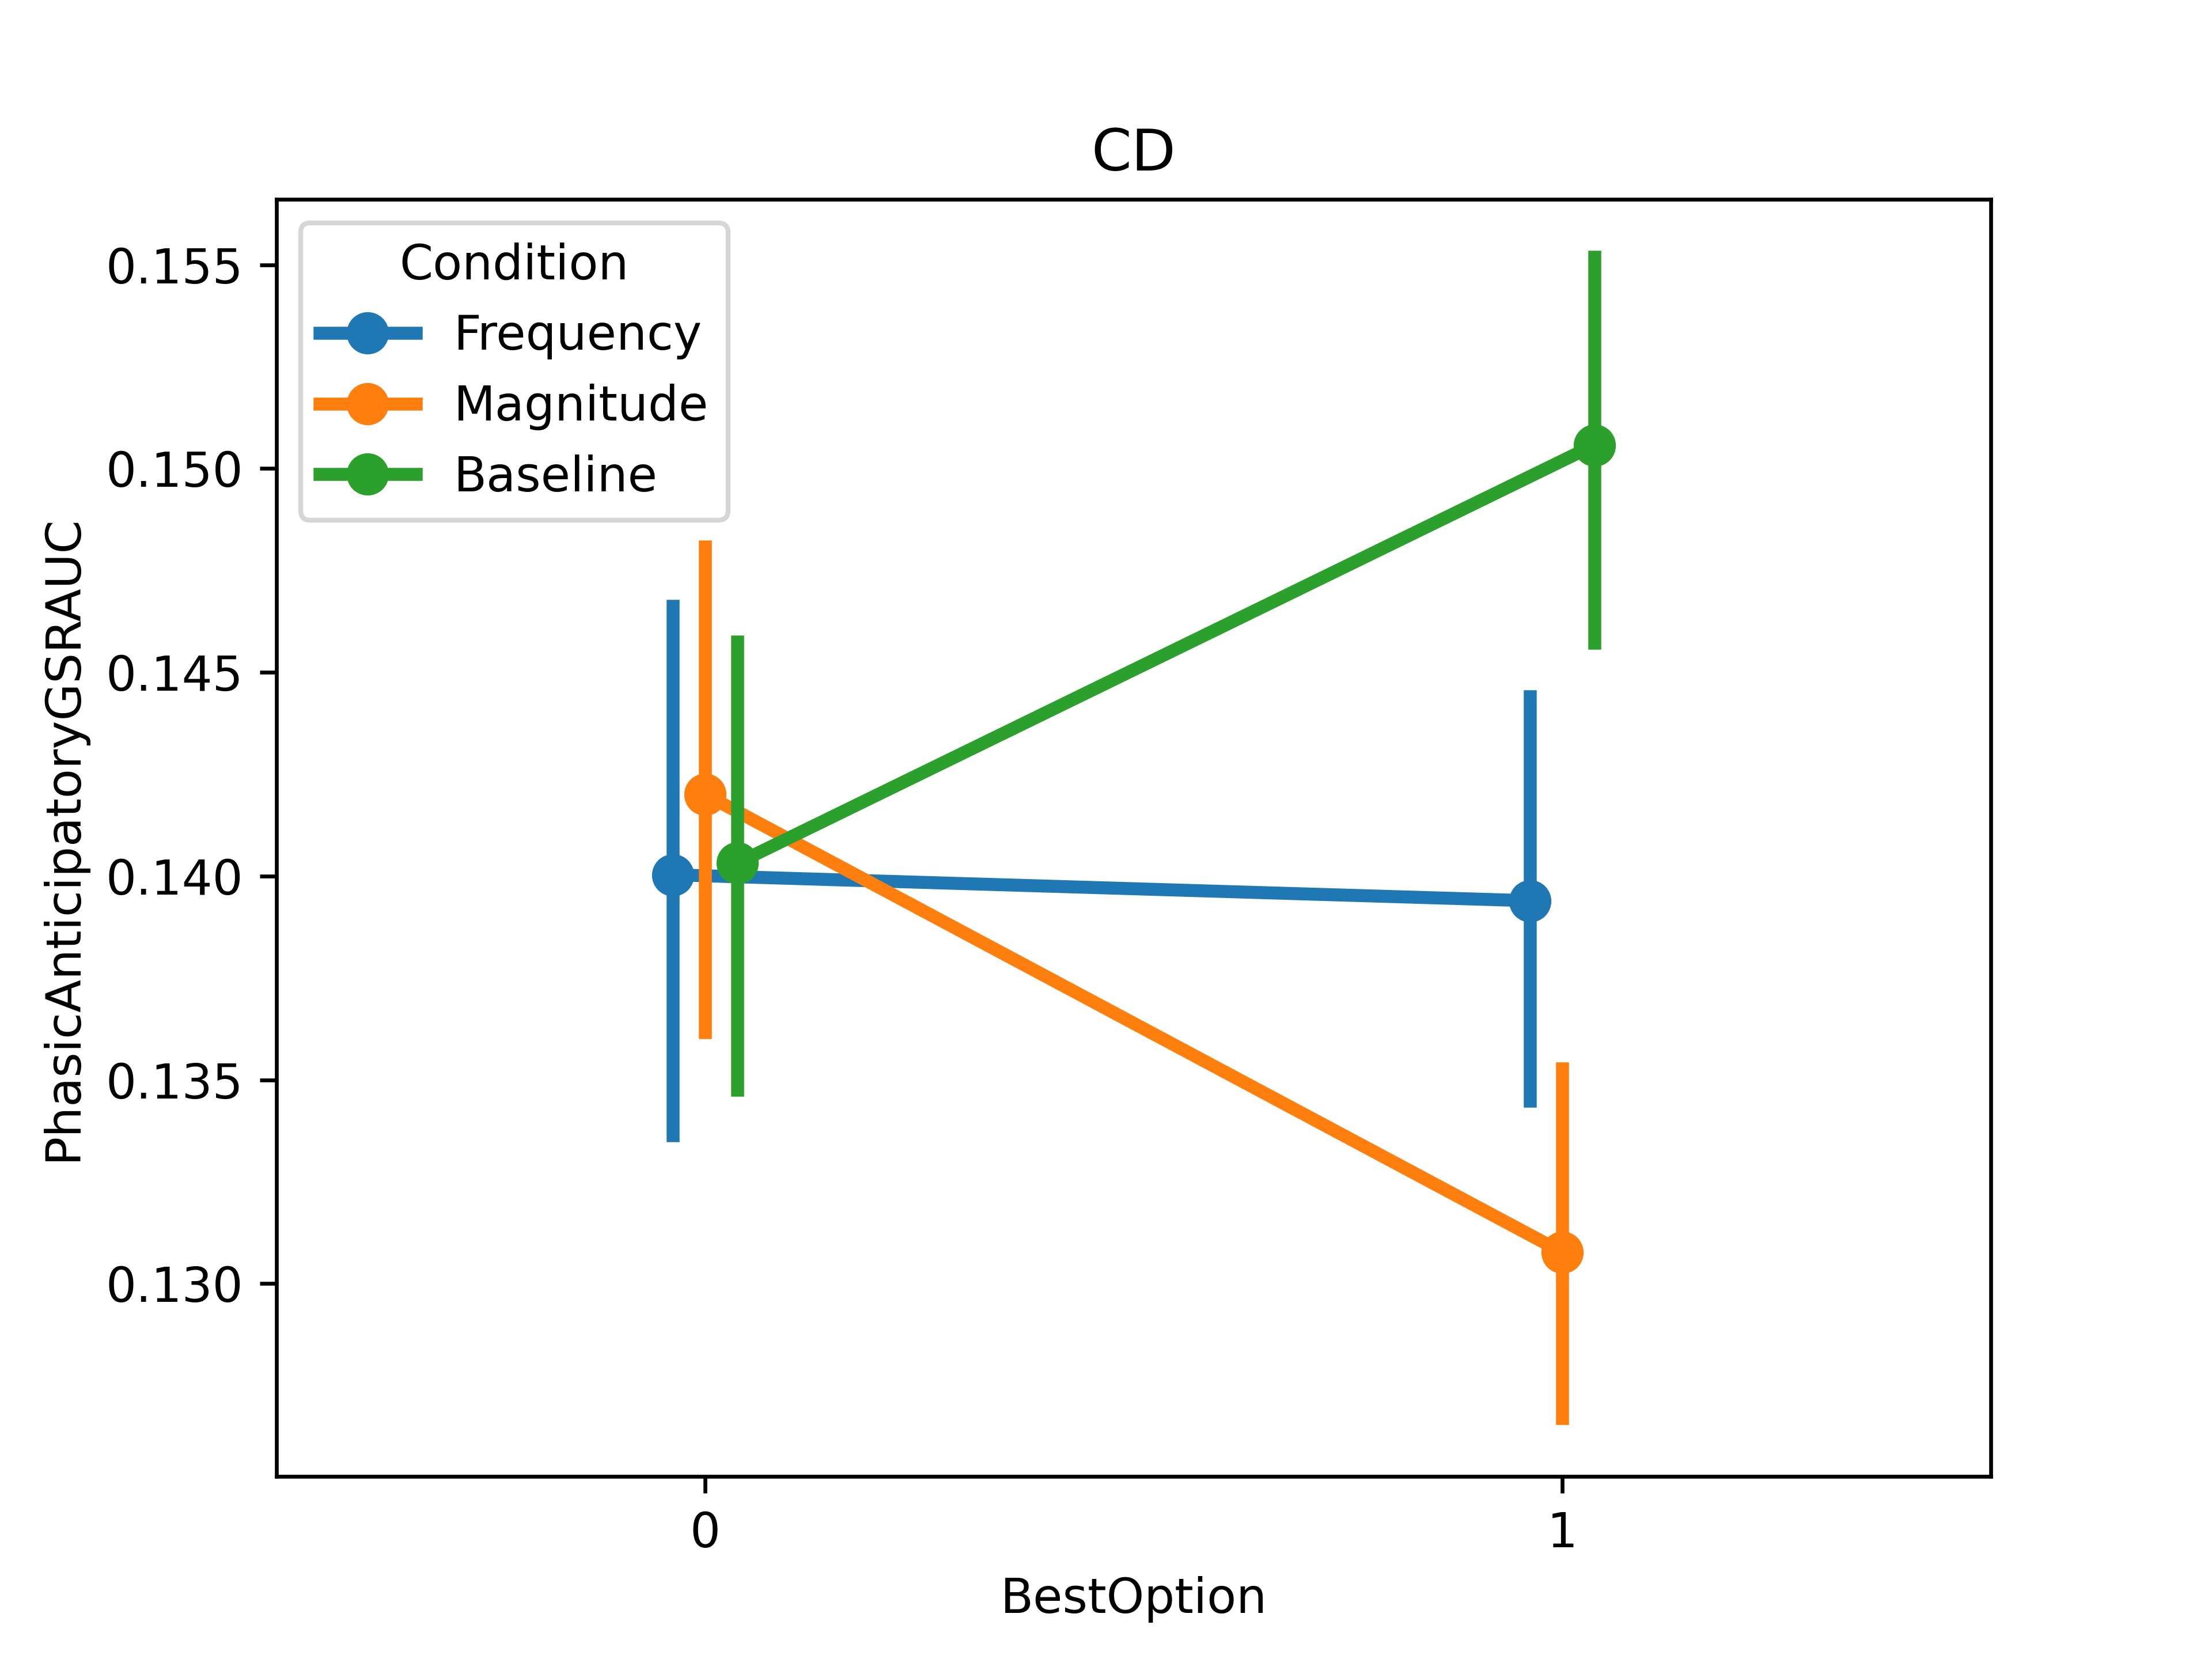 CD
Condition
Frequency
Magnitude
Baseline
0.155
0.150
0.145
0.140
0.135
0.130
PhasicAnticipatoryGSRAUC
0
1
BestOption